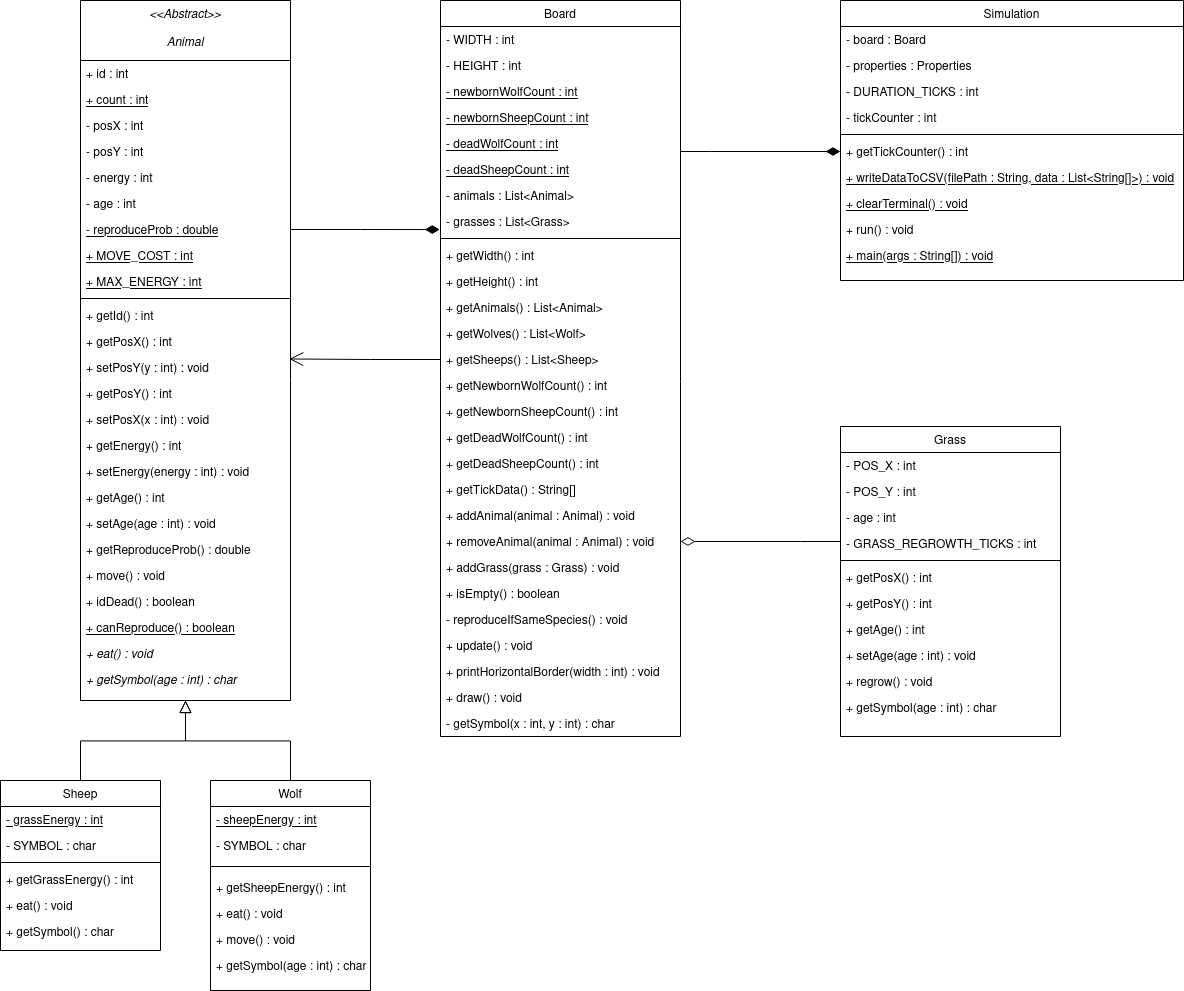 <<Abstract>>
Animal
+ id : int
+ count : int
- posX : int
- posY : int
- energy : int
- age : int
- reproduceProb : double
+ MOVE_COST : int
+ MAX_ENERGY : int
+ getId() : int
+ getPosX() : int
+ setPosY(y : int) : void
+ getPosY() : int
+ setPosX(x : int) : void
+ getEnergy() : int
+ setEnergy(energy : int) : void
+ getAge() : int
+ setAge(age : int) : void
+ getReproduceProb() : double
+ move() : void
+ idDead() : boolean
+ canReproduce() : boolean
+ eat() : void
+ getSymbol(age : int) : char
Board
- WIDTH : int
- HEIGHT : int
- newbornWolfCount : int
- newbornSheepCount : int
- deadWolfCount : int
- deadSheepCount : int
- animals : List<Animal>
- grasses : List<Grass>
+ getWidth() : int
+ getHeight() : int
+ getAnimals() : List<Animal>
+ getWolves() : List<Wolf>
+ getSheeps() : List<Sheep>
+ getNewbornWolfCount() : int
+ getNewbornSheepCount() : int
+ getDeadWolfCount() : int
+ getDeadSheepCount() : int
+ getTickData() : String[]
+ addAnimal(animal : Animal) : void
+ removeAnimal(animal : Animal) : void
+ addGrass(grass : Grass) : void
+ isEmpty() : boolean
- reproduceIfSameSpecies() : void
+ update() : void
+ printHorizontalBorder(width : int) : void
+ draw() : void
- getSymbol(x : int, y : int) : char
Simulation
- board : Board
- properties : Properties
- DURATION_TICKS : int
- tickCounter : int
+ getTickCounter() : int
+ writeDataToCSV(filePath : String, data : List<String[]>) : void
+ clearTerminal() : void
+ run() : void
+ main(args : String[]) : void
Grass
- POS_X : int
- POS_Y : int
- age : int
- GRASS_REGROWTH_TICKS : int
+ getPosX() : int
+ getPosY() : int
+ getAge() : int
+ setAge(age : int) : void
+ regrow() : void
+ getSymbol(age : int) : char
Sheep
- grassEnergy : int
- SYMBOL : char
+ getGrassEnergy() : int
+ eat() : void
+ getSymbol() : char
Wolf
- sheepEnergy : int
- SYMBOL : char
+ getSheepEnergy() : int
+ eat() : void
+ move() : void
+ getSymbol(age : int) : char